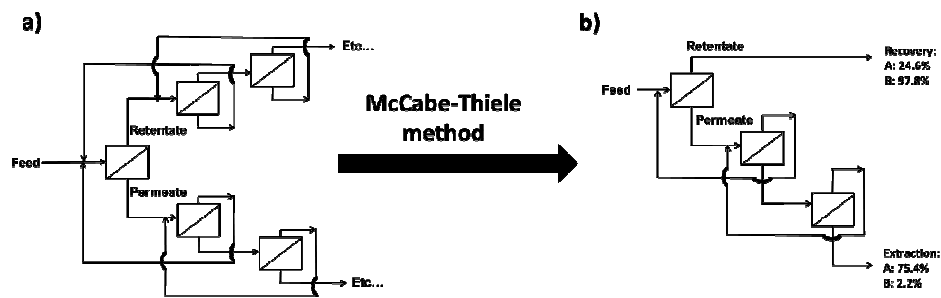 a)
Etc...
Retentate
Feed
Permeate
Etc...
McCabe-Thiele
method
b)
Retentate
Recovery:
A: 24.6%
B: 97.8%
Feed
Permeate
Extraction:
A: 75.4%
B: 2.2%